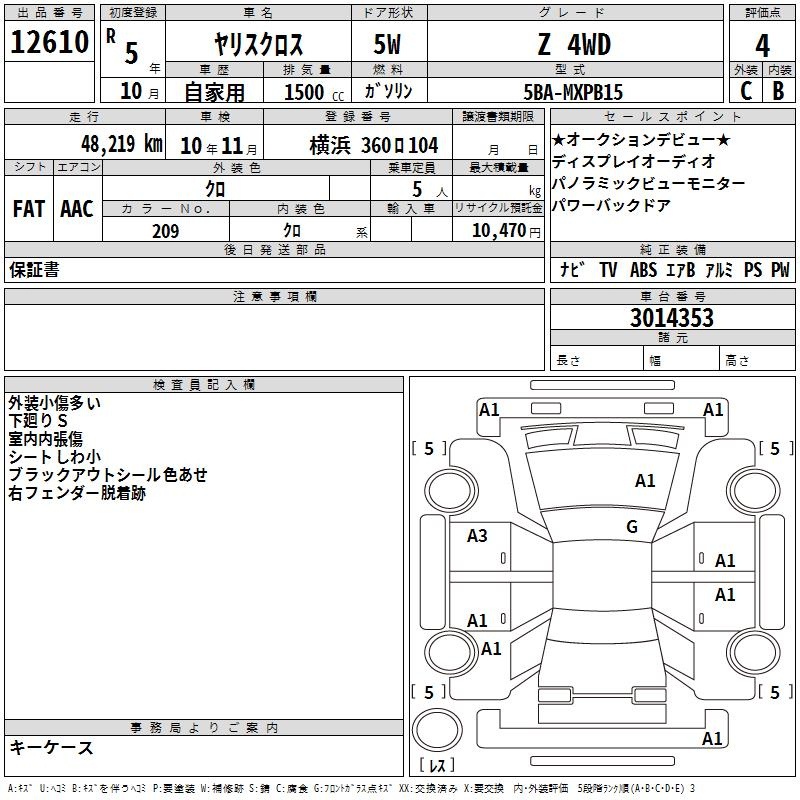 出品番号 初度登録 車名 ドア形状 グレード 評価点
12610 R 5 年 ﾔﾘｽｸﾛｽ 5W Z 4WD 4
車歴 排気量 燃料 型式 外装 内装
10 月 自家用 1500 CC ｶﾞｿﾘﾝ 5BA-MXPB15 C B
走行 車検 登録番号 譲渡書類期限 セールスポイント
48,219 km 10 年 11 月 横浜 360 ﾛ 104 月 日
★オークションデビュー★
ディスプレイオーディオ
パノラミックビューモニター
パワーバックドア
シフト エアコン 外装色 乗車定員 最大積載量
FAT AAC ｸﾛ 5 人 kg
カラーNo. 内装色 輸入車 リサイクル預託金
209 ｸﾛ 系 10,470 円
後日発送部品 純正装備
保証書 ﾅﾋﾞ TV ABS ｴｱB ｱﾙﾐ PS PW
注意事項欄 車台番号
3014353
諸元
長さ 幅 高さ
検査員記入欄
外装小傷多い
下廻りS
室内内張傷
シートしわ小
ブラックアウトシール色あせ
右フェンダー脱着跡
事務局よりご案内
キーケース
A1 A1
[ 5 ] [ 5 ]
A1
G
A3
A1
A1
A1
A1
[ 5 ] [ 5 ]
A1
[ ﾚｽ ]
A:ｷｽﾞ U:ﾍｺﾐ B:ｷｽﾞを伴うﾍｺﾐ P:要塗装 W:補修跡 S:錆 C:腐食 G:ﾌﾛﾝﾄｶﾞﾗｽ点ｷｽﾞ XX:交換済み X:要交換 内・外装評価 5段階ﾗﾝｸ順(A・B・C・D・E) 3